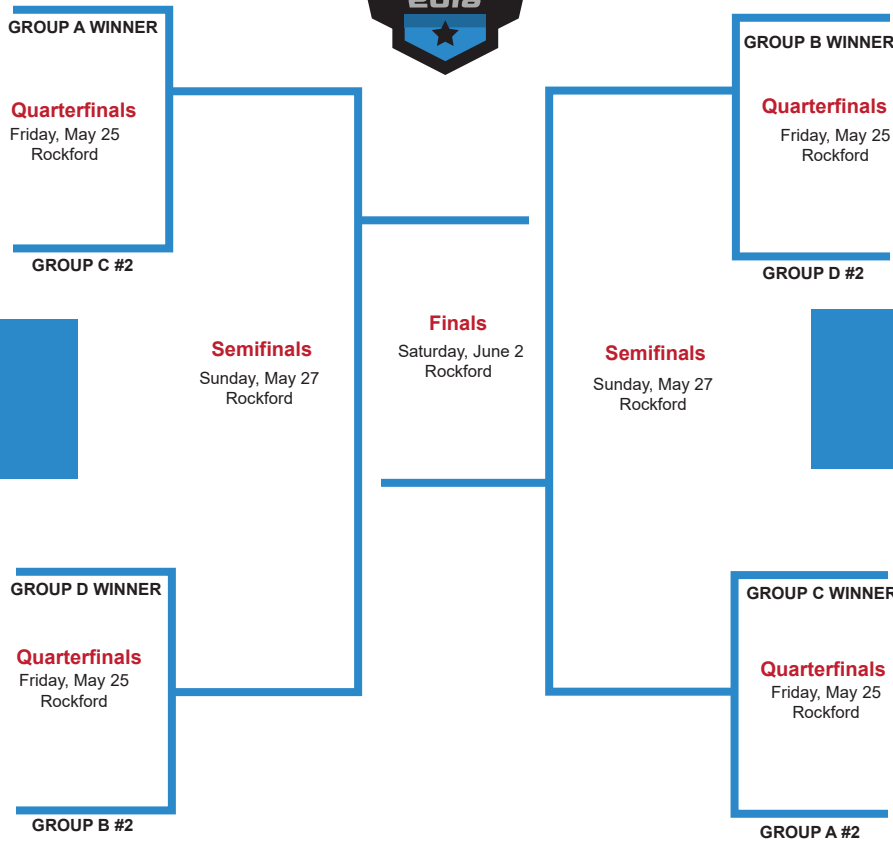 2018
GROUP A WINNER
Quarterfinals
Friday, May 25
Rockford
GROUP C #2
GROUP B WINNER
Quarterfinals
Friday, May 25
Rockford
GROUP D #2
Semifinals
Sunday, May 27
Rockford
Finals
Saturday, June 2
Rockford
Semifinals
Sunday, May 27
Rockford
GROUP D WINNER
Quarterfinals
Friday, May 25
Rockford
GROUP B #2
GROUP C WINNER
Quarterfinals
Friday, May 25
Rockford
GROUP A #2